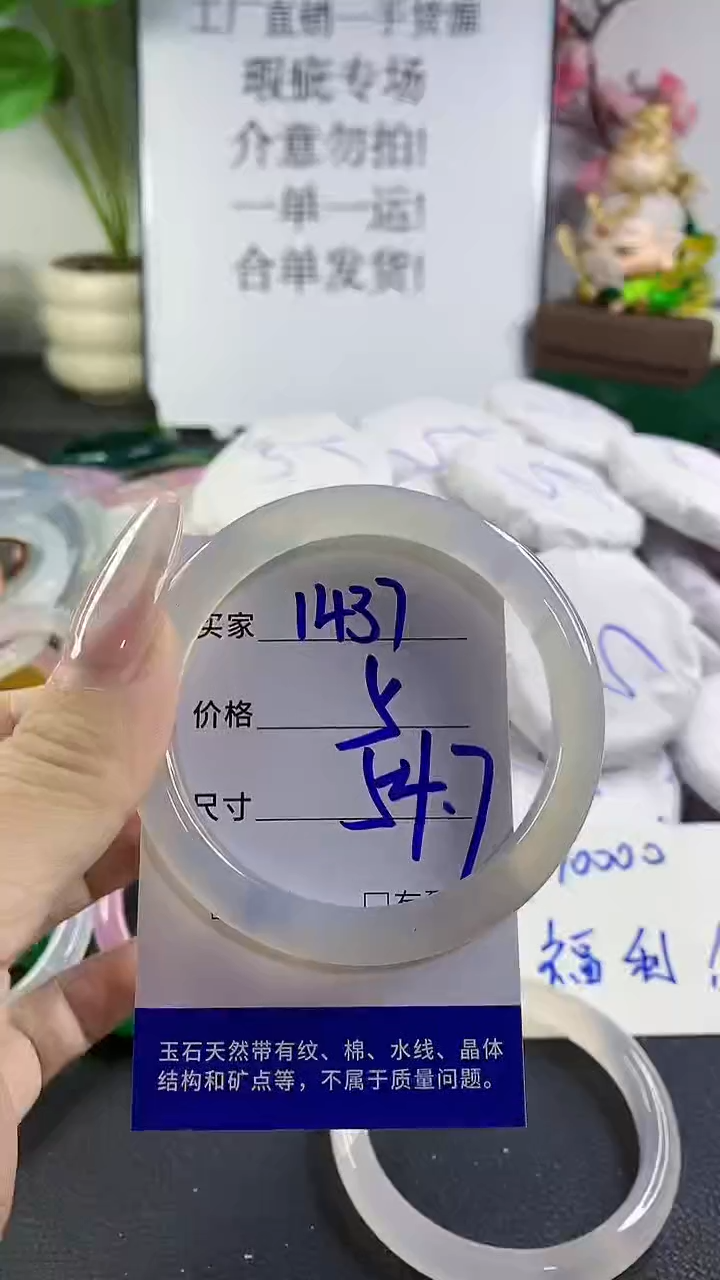 工厂直销一手货源
瑕疵专场
介意勿拍!
一单一运!
合单发货!
买家 1437
价格 5
尺寸 54.7
10000
福利!
玉石天然带有纹、棉、水线、晶体
结构和矿点等，不属于质量问题。